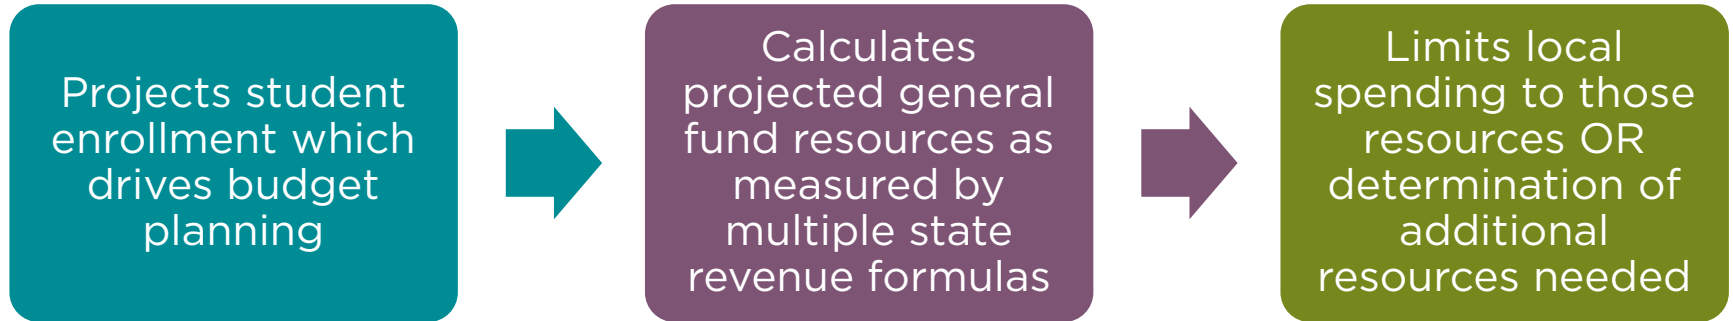 Projects student
enrollment which
drives budget
planning
Calculates
projected general
fund resources as
measured by
multiple state
revenue formulas
Limits local
spending to those
resources OR
determination of
additional
resources needed